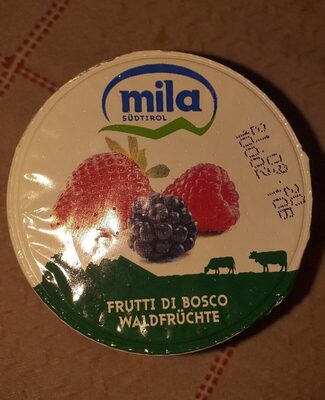 mila
SÜDTIROL
FRUTTI DI BOSCO
WALDFRÜCHTE